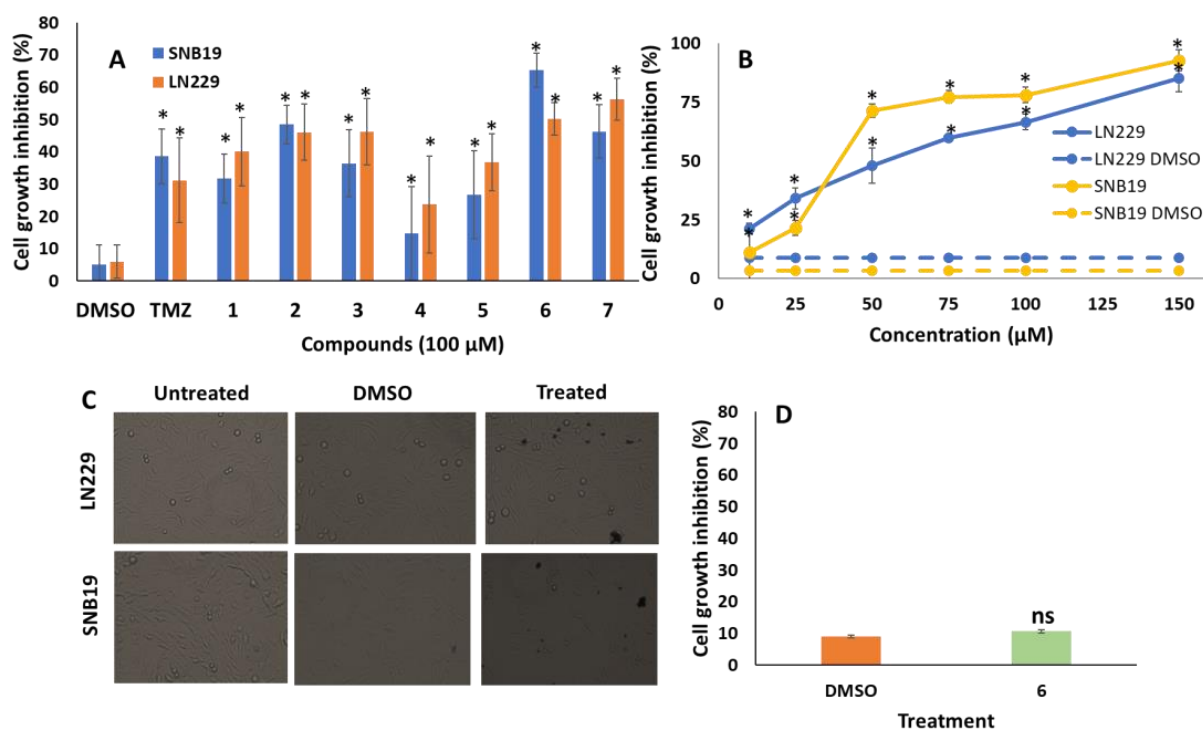 A
SNB19
LN229
Cell growth inhibition (%)
80
70
60
50
40
30
20
10
0
* * * * * * * * * * * * * * * *
DMSO TMZ 1 2 3 4 5 6 7
Compounds (100 µM)
B
Cell growth inhibition (%)
100
75
50
25
0
* * * * * * * * * * * *
LN229
LN229 DMSO
SNB19
SNB19 DMSO
0 25 50 75 100 125 150
Concentration (µM)
C
Untreated DMSO Treated
LN229
SNB19
D
Cell growth inhibition (%)
80
70
60
50
40
30
20
10
0
ns
DMSO 6
Treatment